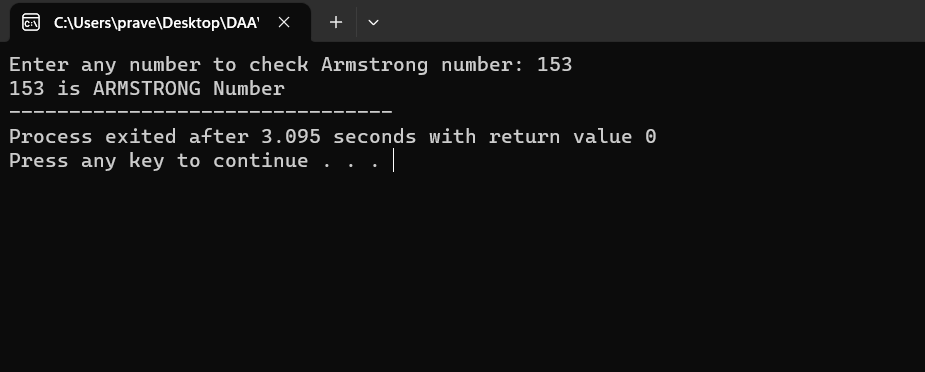 C:\Users\prave\Desktop\DAA\
Enter any number to check Armstrong number: 153
153 is ARMSTRONG Number
--------------------------------
Process exited after 3.095 seconds with return value 0
Press any key to continue . . .